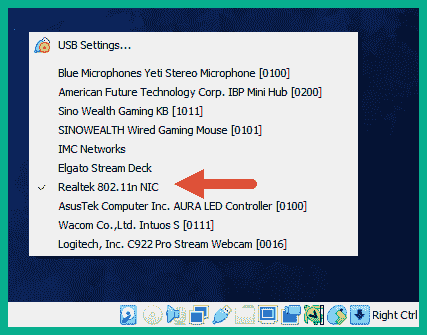 USB Settings...
Blue Microphones Yeti Stereo Microphone [0100]
American Future Technology Corp. IBP Mini Hub [0200]
Sino Wealth Gaming KB [1011]
SINOWEALTH Wired Gaming Mouse [0101]
IMC Networks
Elgato Stream Deck
Realtek 802.11n NIC
AsusTek Computer Inc. AURA LED Controller [0100]
Wacom Co.,Ltd. Intuos S [0111]
Logitech, Inc. C922 Pro Stream Webcam [0016]
Right Ctrl